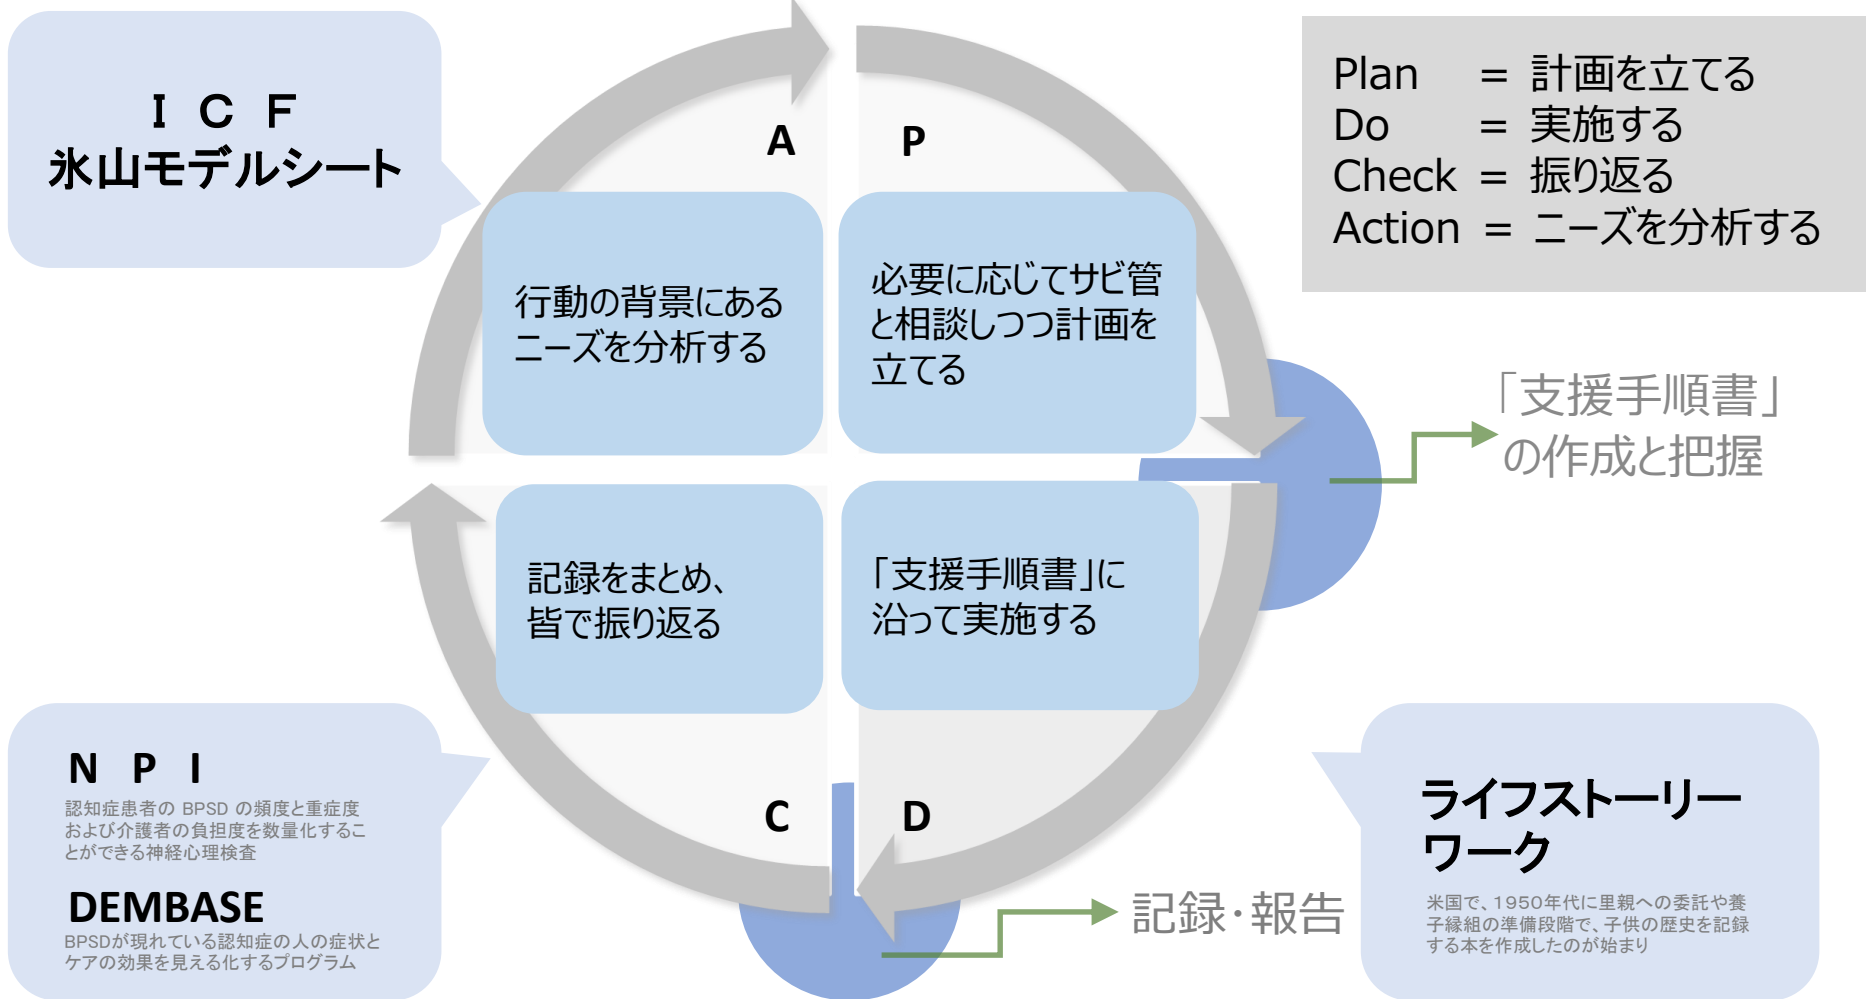 I C F
氷山モデルシート
Plan = 計画を立てる
Do = 実施する
Check = 振り返る
Action = ニーズを分析する
A
P
行動の背景にある
ニーズを分析する
必要に応じてサビ管
と相談しつつ計画を
立てる
「支援手順書」
の作成と把握
記録をまとめ、
皆で振り返る
「支援手順書」に
沿って実施する
C
D
N P I
認知症患者の BPSD の頻度と重症度
および介護者の負担度を数量化するこ
とができる神経心理検査
DEMBASE
BPSDが現れている認知症の人の症状と
ケアの効果を見える化するプログラム
記録・報告
ライフストーリー
ワーク
米国で、1950年代に里親への委託や養
子縁組の準備段階で、子供の歴史を記録
する本を作成したのが始まり